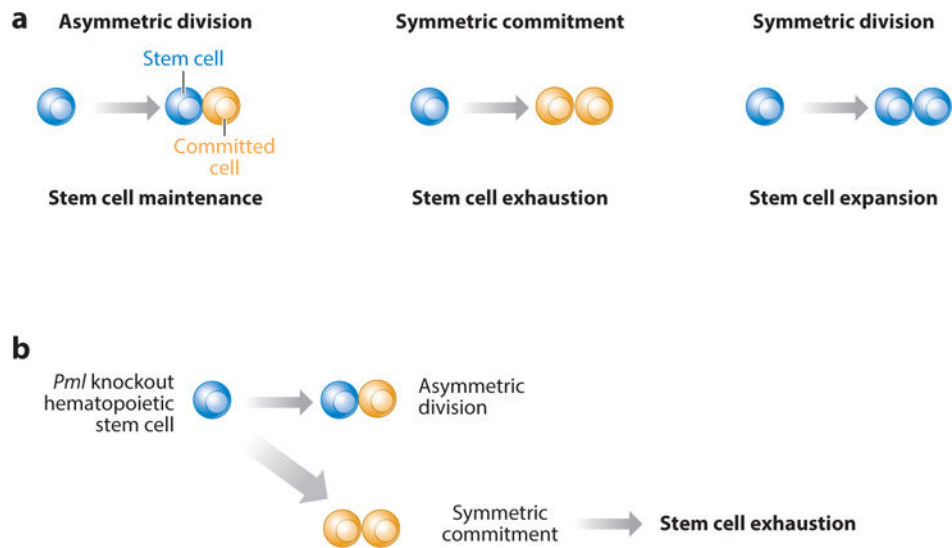 a
Asymmetric division
Symmetric commitment
Symmetric division
Stem cell
Committed
cell
Stem cell maintenance
Stem cell exhaustion
Stem cell expansion
b
Pml knockout
hematopoietic
stem cell
Asymmetric
division
Symmetric
commitment
Stem cell exhaustion